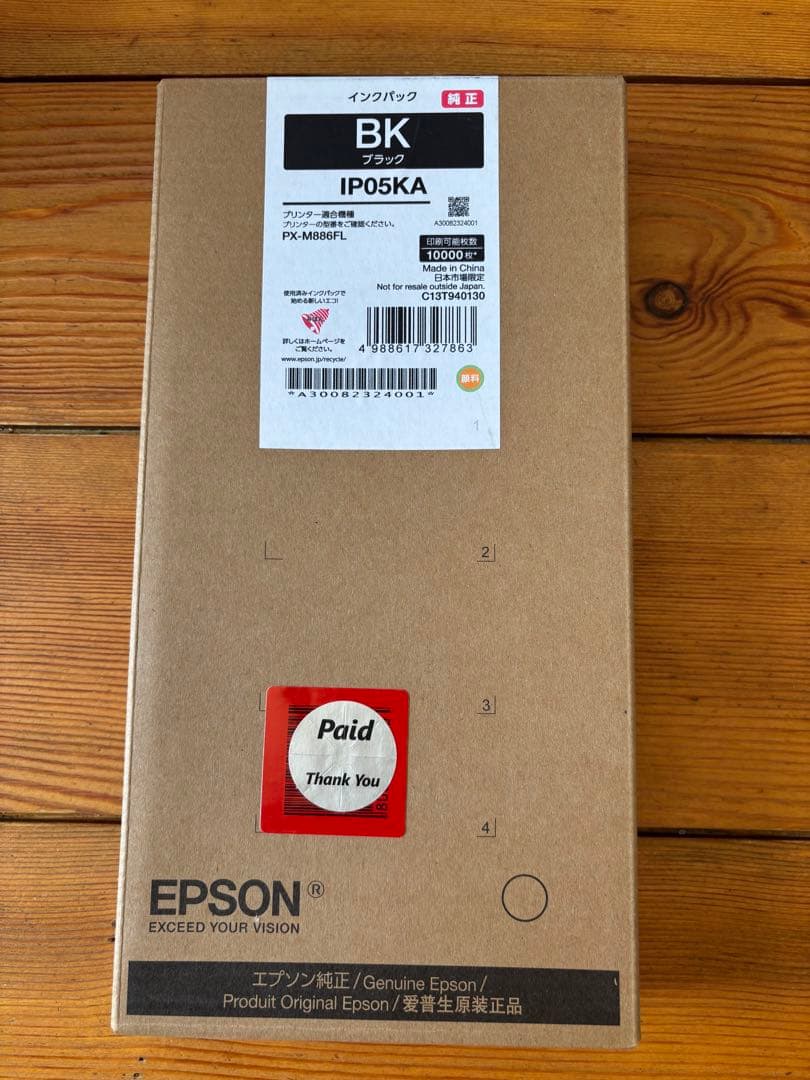 インクパック 純正
BK
ブラック
IP05KA
プリンター適合機種
プリンターの型番をご確認ください。
PX-M886FL
A30082324001
印刷可能枚数
10000枚*
Made in China
日本市場限定
Not for resale outside Japan.
C13T940130
使用済みインクパックで
始める新しいエコ!
詳しくはホームページを
ご覧ください。
www.epson.jp/recycle/
4 988617 327863
*A30082324001*
顔料
1
2
3
Paid
Thank You
4
EPSON®
EXCEED YOUR VISION
エプソン純正/Genuine Epson/
Produit Original Epson/爱普生原装正品